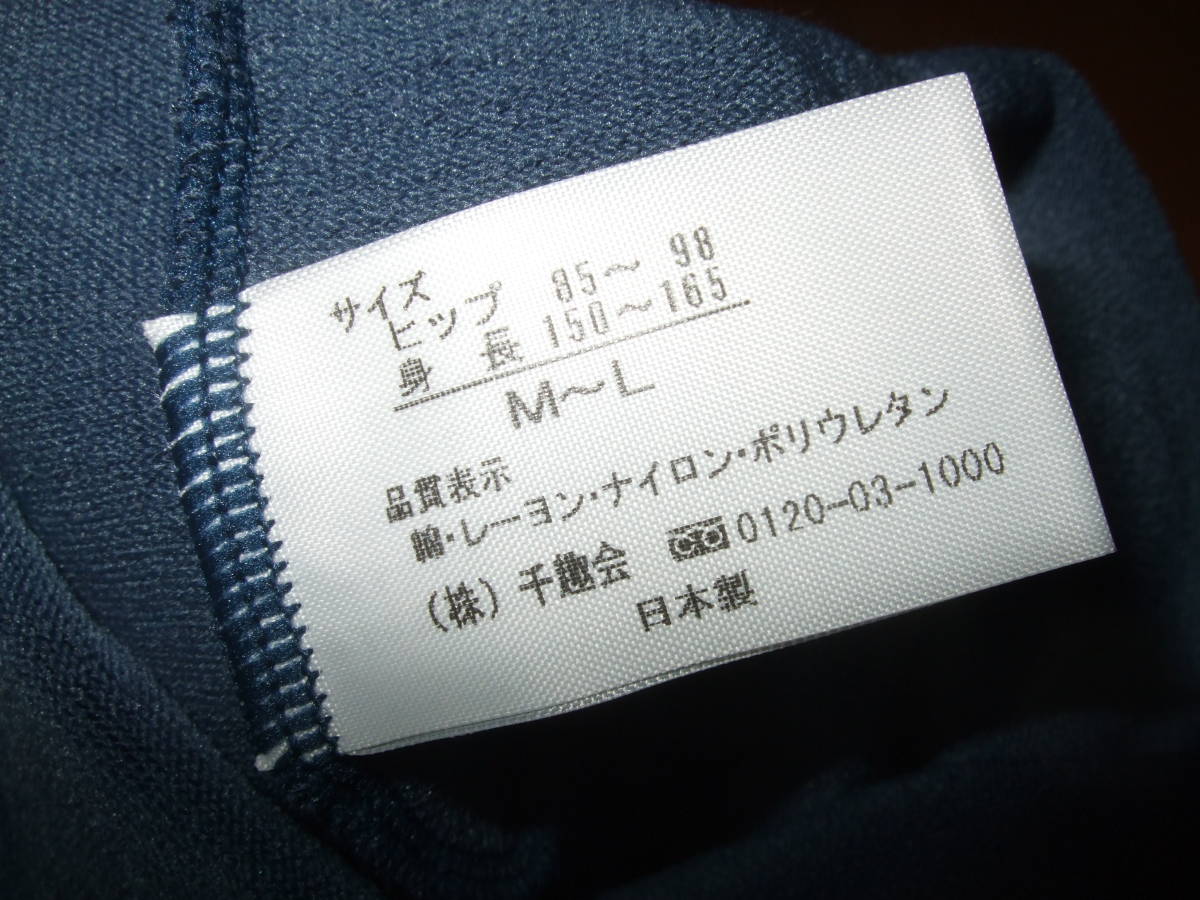 サイズ
ヒップ 85～ 98
身 長 150～165
M～L
品質表示
綿・レーヨン・ナイロン・ポリウレタン
(株) 千趣会 0120-03-1000
日本製